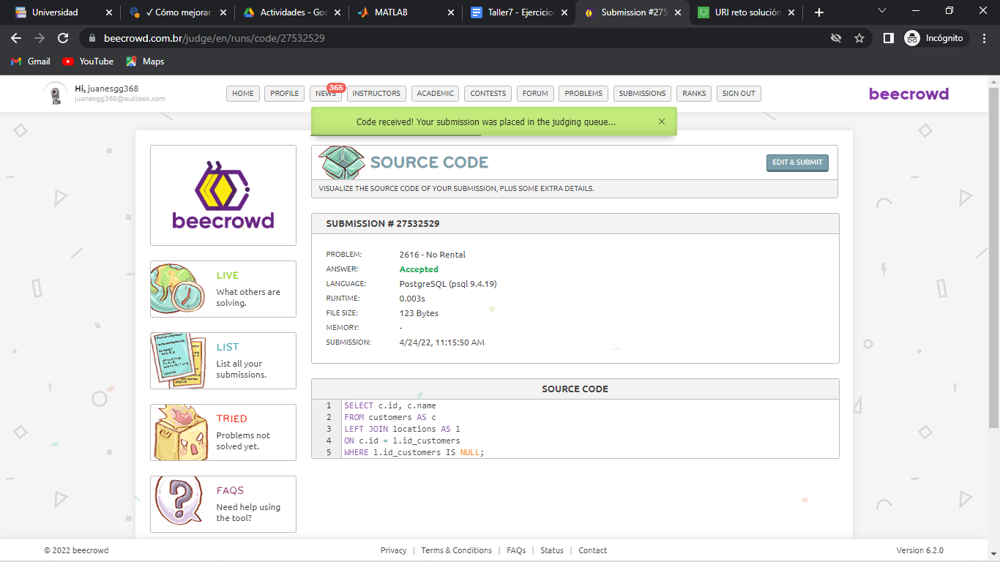 Universidad
✓ Cómo mejorar
Actividades - Goo
MATLAB
Taller7 - Ejercicios
Submission #275
URI reto solución
beecrowd.com.br/judge/en/runs/code/27532529
Incógnito
Gmail
YouTube
Maps
Hi, juanesgg368
juanesgg368@outlook.com
HOME
PROFILE
NEWS
365
INSTRUCTORS
ACADEMIC
CONTESTS
FORUM
PROBLEMS
SUBMISSIONS
RANKS
SIGN OUT
beecrowd
Code received! Your submission was placed in the judging queue...
beecrowd
SOURCE CODE
EDIT & SUBMIT
VISUALIZE THE SOURCE CODE OF YOUR SUBMISSION, PLUS SOME EXTRA DETAILS.
SUBMISSION # 27532529
PROBLEM: 2616 - No Rental
ANSWER: Accepted
LANGUAGE: PostgreSQL (psql 9.4.19)
RUNTIME: 0.003s
FILE SIZE: 123 Bytes
MEMORY: -
SUBMISSION: 4/24/22, 11:15:50 AM
LIVE
What others are
solving.
LIST
List all your
submissions.
TRIED
Problems not
solved yet.
FAQS
Need help using
the tool?
SOURCE CODE
1 SELECT c.id, c.name
2 FROM customers AS c
3 LEFT JOIN locations AS l
4 ON c.id = l.id_customers
5 WHERE l.id_customers IS NULL;
© 2022 beecrowd
Privacy | Terms & Conditions | FAQs | Status | Contact
Version 6.2.0